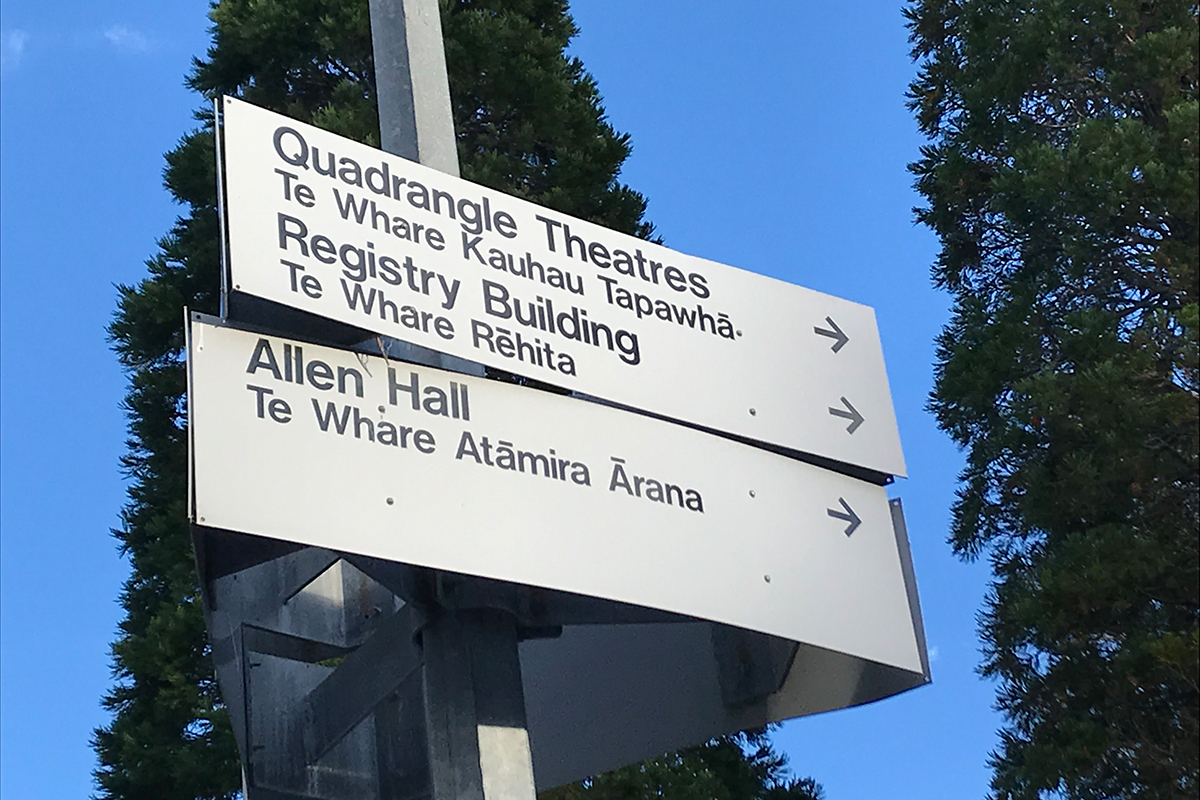 Quadrangle Theatres
Te Whare Kauhau Tapawhā
Registry Building
Te Whare Rēhita
Allen Hall
Te Whare Atāmira Ārana